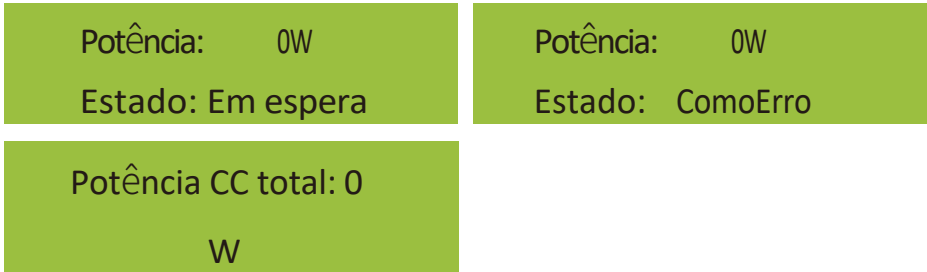 Potência: 0W
Estado: Em espera
Potência: 0W
Estado: ComoErro
Potência CC total: 0
W